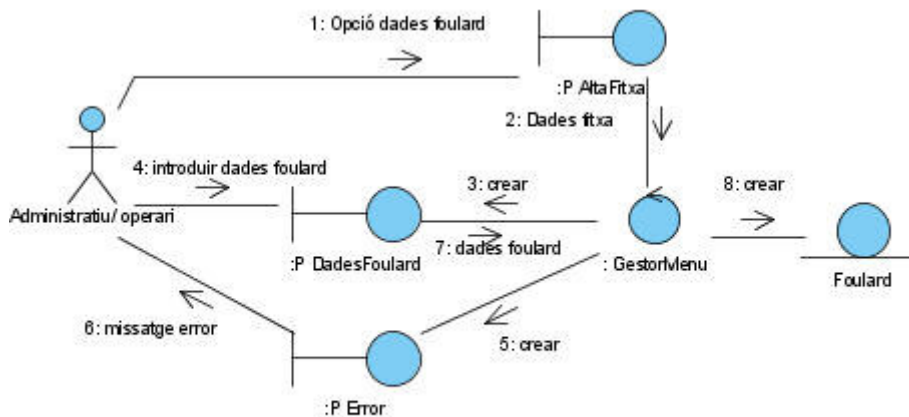 1: Opció dades foulard
:P AltaFitxa
2: Dades fitxa
4: introduir dades foulard
3: crear
8: crear
Administratiu/ operari
7: dades foulard
:P DadesFoulard
: GestorMenu
Foulard
6: missatge error
5: crear
:P Error